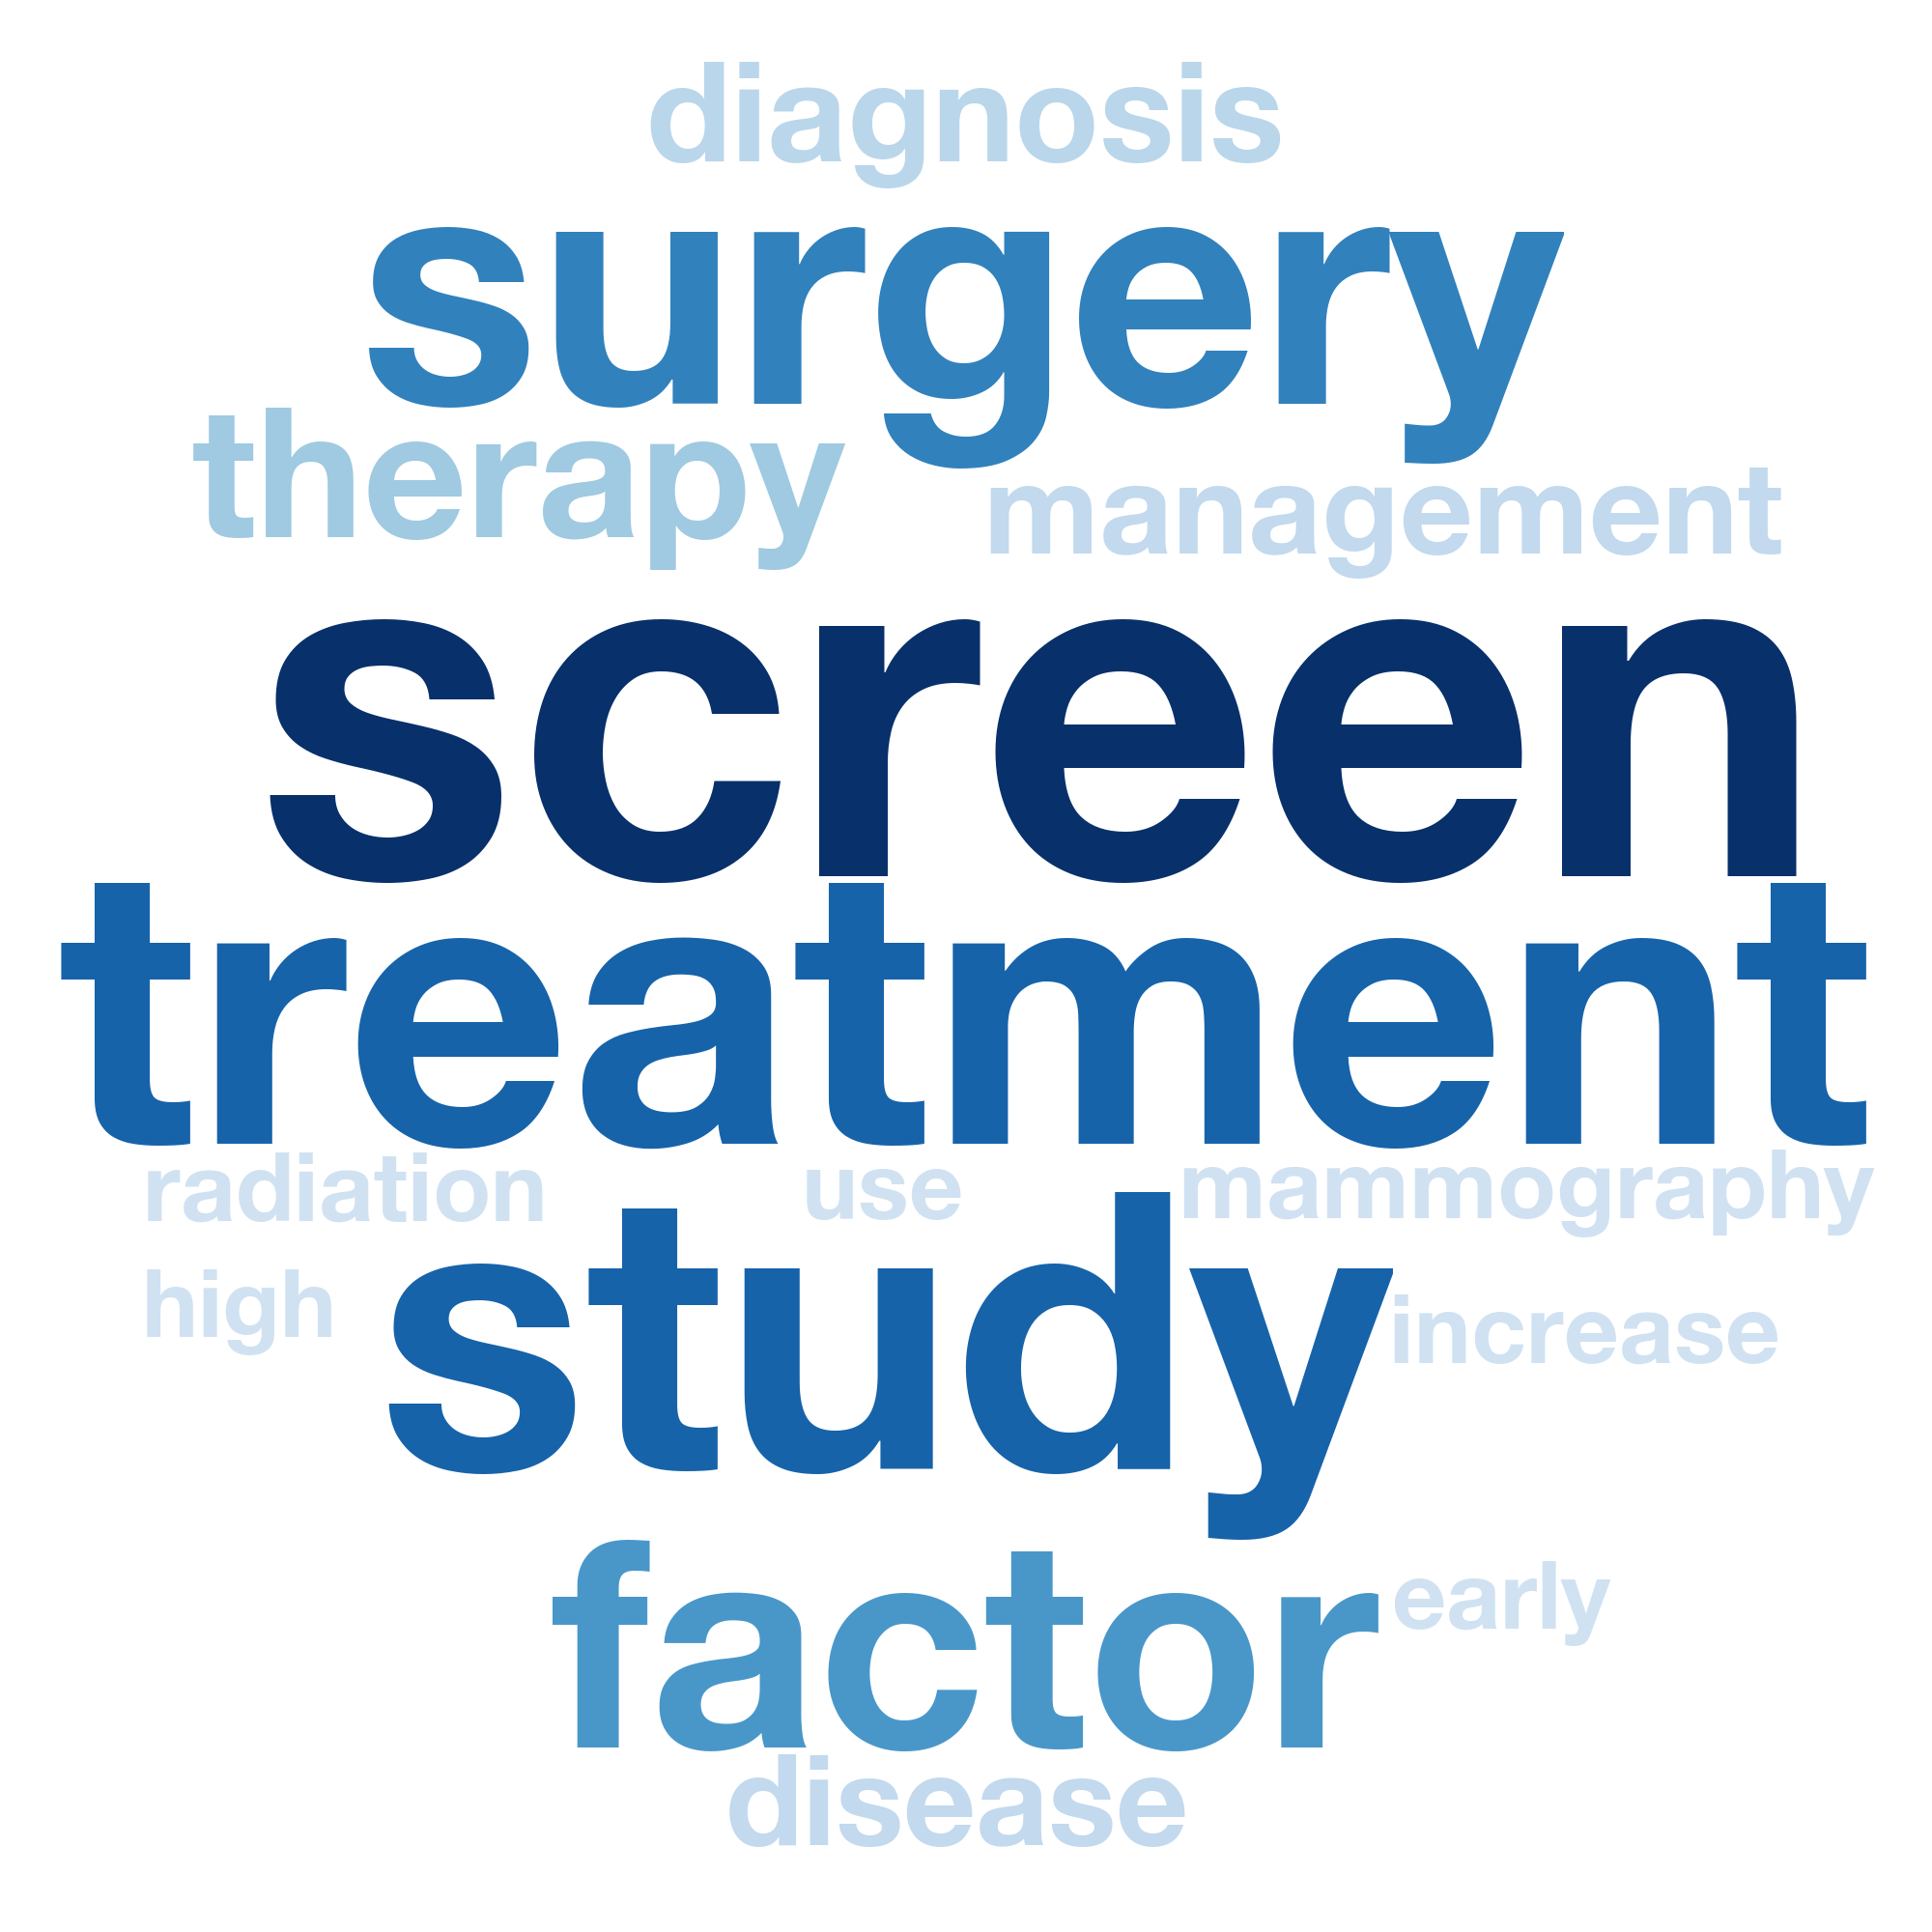 diagnosis
surgery
therapy
management
screen
treatment
radiation use mammography
high
study
increase
factor
early
disease